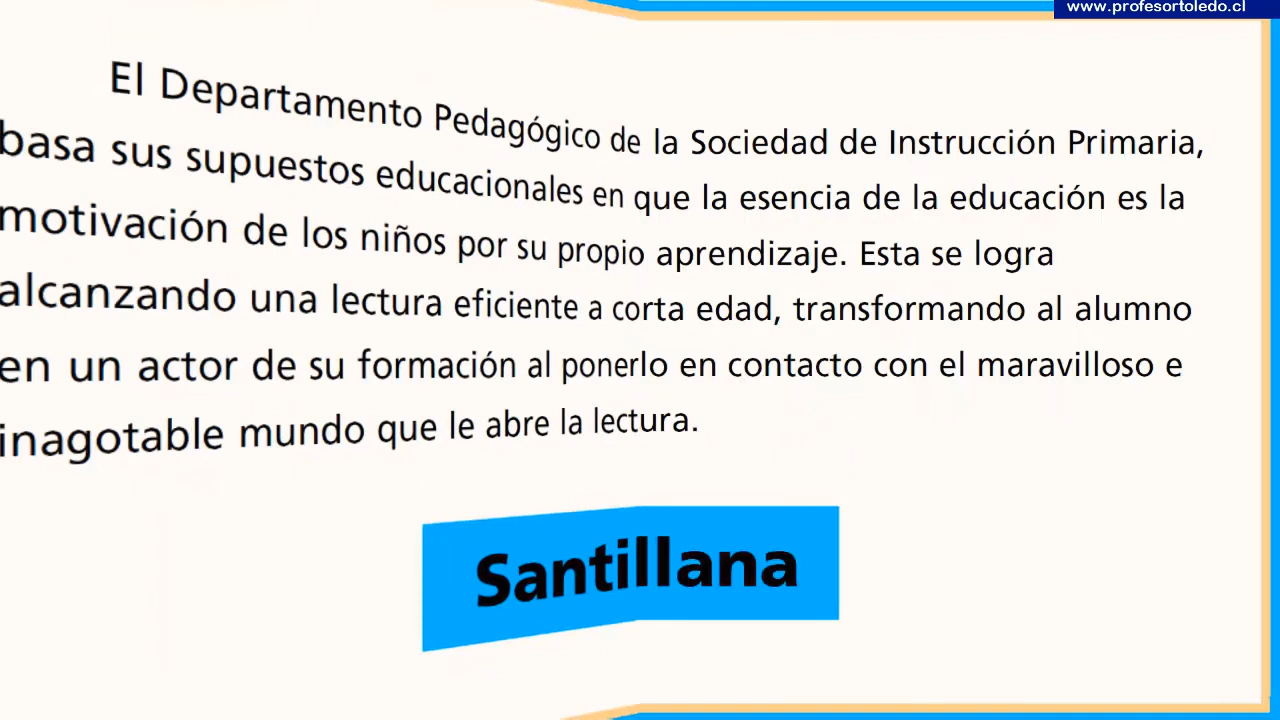 www.profesortoledo.cl
El Departamento Pedagógico de la Sociedad de Instrucción Primaria,
basa sus supuestos educacionales en que la esencia de la educación es la
motivación de los niños por su propio aprendizaje. Esta se logra
alcanzando una lectura eficiente a corta edad, transformando al alumno
en un actor de su formación al ponerlo en contacto con el maravilloso e
inagotable mundo que le abre la lectura.
Santillana